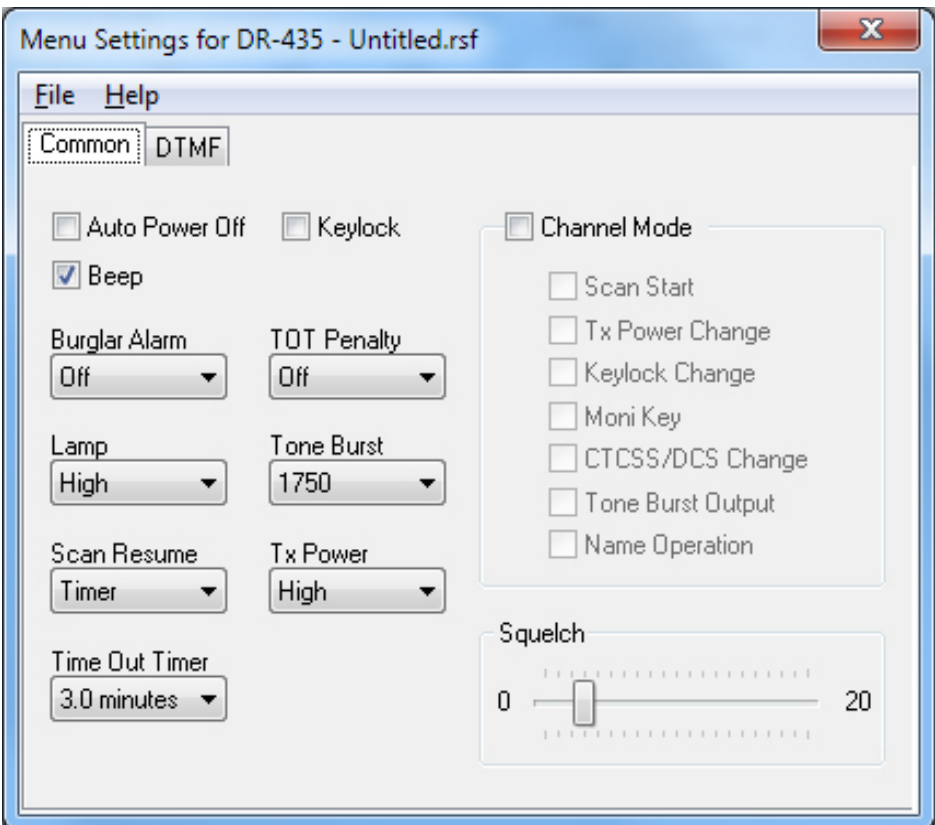 Menu Settings for DR-435 - Untitled.rsf
File Help
Common DTMF
Auto Power Off
Keylock
Beep
Burglar Alarm
Off
TOT Penalty
Off
Lamp
High
Tone Burst
1750
Scan Resume
Timer
Tx Power
High
Time Out Timer
3.0 minutes
Channel Mode
Scan Start
Tx Power Change
Keylock Change
Moni Key
CTCSS/DCS Change
Tone Burst Output
Name Operation
Squelch
0 20